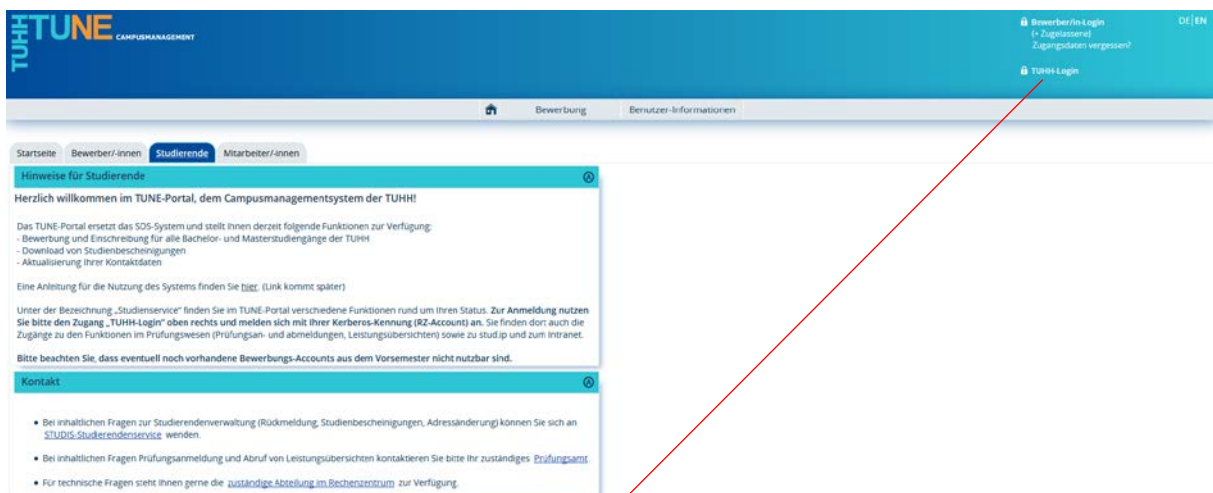 TUHH TUNE CAMPUSMANAGEMENT
Bewerber/in-Login
(+ Zugelassene)
Zugangsdaten vergessen?
DE|EN
TUHH-Login
Bewerbung Benutzer-Informationen
Startseite Bewerber/-innen Studierende Mitarbeiter/-innen
Hinweise für Studierende
Herzlich willkommen im TUNE-Portal, dem Campusmanagementsystem der TUHH!
Das TUNE-Portal ersetzt das SOS-System und stellt Ihnen derzeit folgende Funktionen zur Verfügung:
- Bewerbung und Einschreibung für alle Bachelor- und Masterstudiengänge der TUHH
- Download von Studienbescheinigungen
- Aktualisierung Ihrer Kontaktdaten
Eine Anleitung für die Nutzung des Systems finden Sie hier. (Link kommt später)
Unter der Bezeichnung „Studienservice" finden Sie im TUNE-Portal verschiedene Funktionen rund um Ihren Status. Zur Anmeldung nutzen
Sie bitte den Zugang „TUHH-Login" oben rechts und melden sich mit Ihrer Kerberos-Kennung (RZ-Account) an. Sie finden dort auch die
Zugänge zu den Funktionen im Prüfungswesen (Prüfungsan- und abmeldungen, Leistungsübersichten) sowie zu stud.ip und zum Intranet.
Bitte beachten Sie, dass eventuell noch vorhandene Bewerbungs-Accounts aus dem Vorsemester nicht nutzbar sind.
Kontakt
• Bei inhaltlichen Fragen zur Studierendenverwaltung (Rückmeldung, Studienbescheinigungen, Adressänderung) können Sie sich an
STUDIS-Studierendenservice wenden.
• Bei inhaltlichen Fragen Prüfungsanmeldung und Abruf von Leistungsübersichten kontaktieren Sie bitte Ihr zuständiges Prüfungsamt.
• Für technische Fragen steht Ihnen gerne die zuständige Abteilung im Rechenzentrum zur Verfügung.